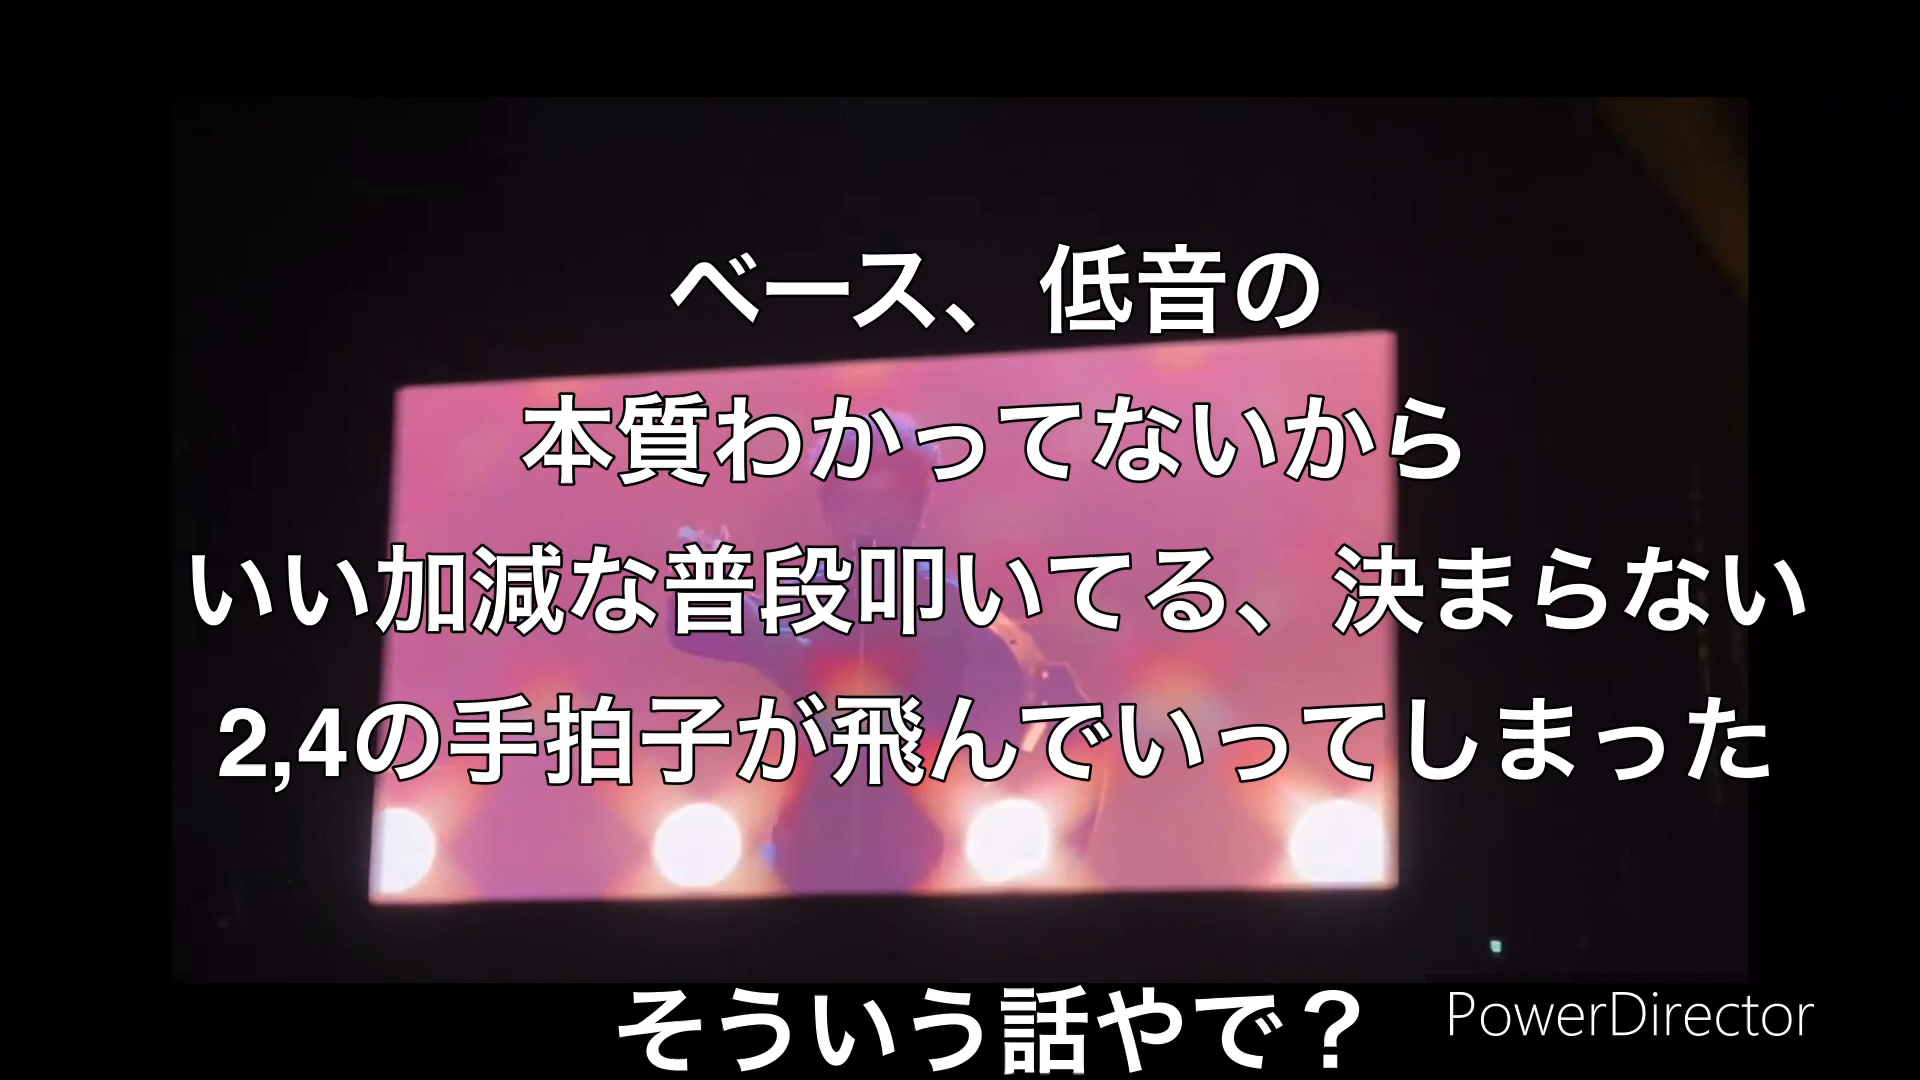 ベース、低音の
本質わかってないから
いい加減な普段叩いてる、決まらない
2,4の手拍子が飛んでいってしまった
そういう話やで？
PowerDirector